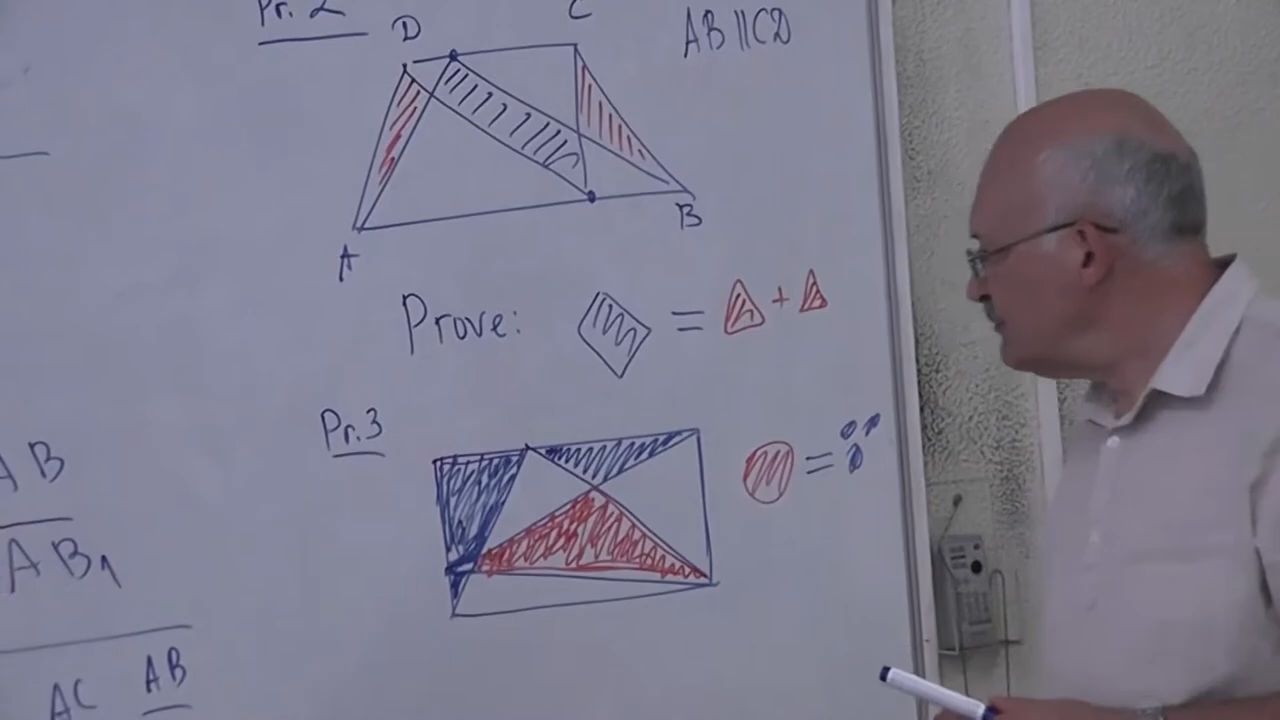 Pr. 2
D C
AB || CD
A B
Prove: = +
Pr. 3
=
AB
AB₁
AC AB